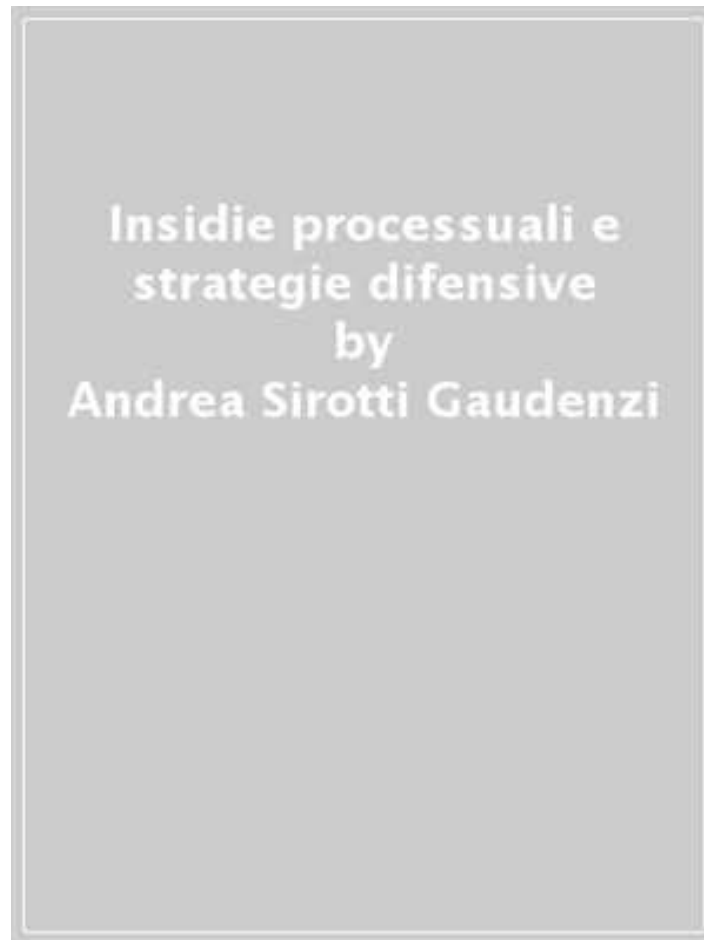 Insidie processuali e
strategie difensive
by
Andrea Sirotti Gaudenzi